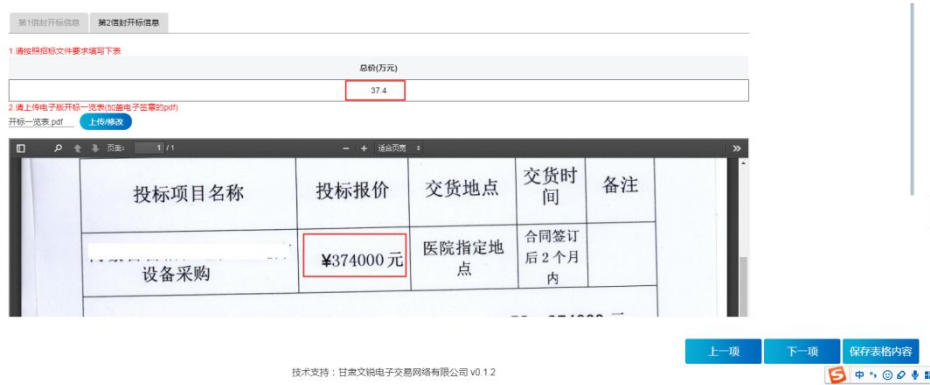 第1信封开标信息 第2信封开标信息
1.请按照招标文件要求填写下表
总价(万元)
37.4
2.请上传电子版开标一览表(加盖电子签章的pdf)
开标一览表.pdf 上传/修改
页面: 1 / 1 − + 适合页宽
投标项目名称 投标报价 交货地点 交货时间 备注
设备采购 ¥374000元 医院指定地点 合同签订后2个月内
上一项 下一项 保存表格内容
技术支持：甘肃文锐电子交易网络有限公司 v0.1.2
中